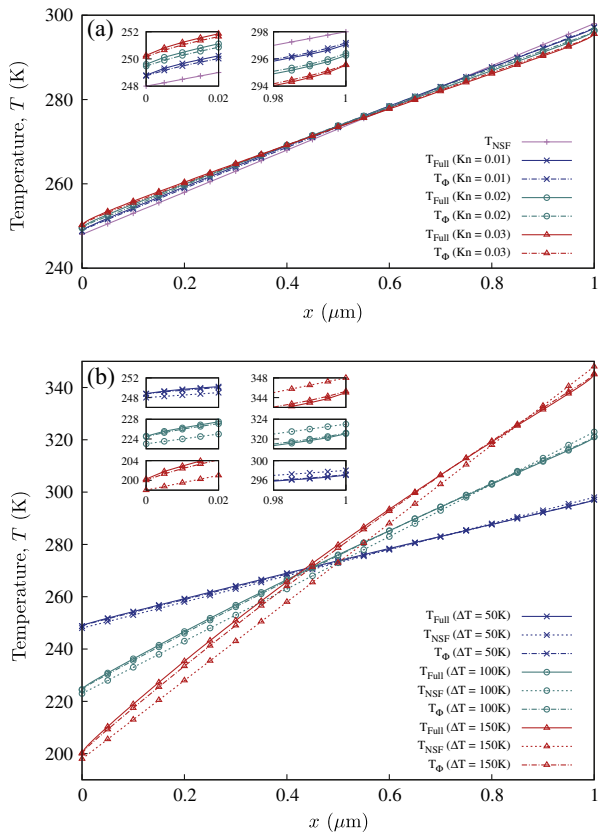 (a)
300
280
260
240
0
0.2
0.4
0.6
0.8
1
Temperature, T (K)
x (μm)
252
251
250
249
248
0
0.02
298
297
296
295
294
0.98
1
T_NSF
T_Full (Kn = 0.01)
T_Φ (Kn = 0.01)
T_Full (Kn = 0.02)
T_Φ (Kn = 0.02)
T_Full (Kn = 0.03)
T_Φ (Kn = 0.03)
(b)
340
320
300
280
260
240
220
200
0
0.2
0.4
0.6
0.8
1
Temperature, T (K)
x (μm)
252
248
228
224
204
200
0
0.02
348
344
324
320
300
296
0.98
1
T_Full (ΔT = 50K)
T_NSF (ΔT = 50K)
T_Φ (ΔT = 50K)
T_Full (ΔT = 100K)
T_NSF (ΔT = 100K)
T_Φ (ΔT = 100K)
T_Full (ΔT = 150K)
T_NSF (ΔT = 150K)
T_Φ (ΔT = 150K)